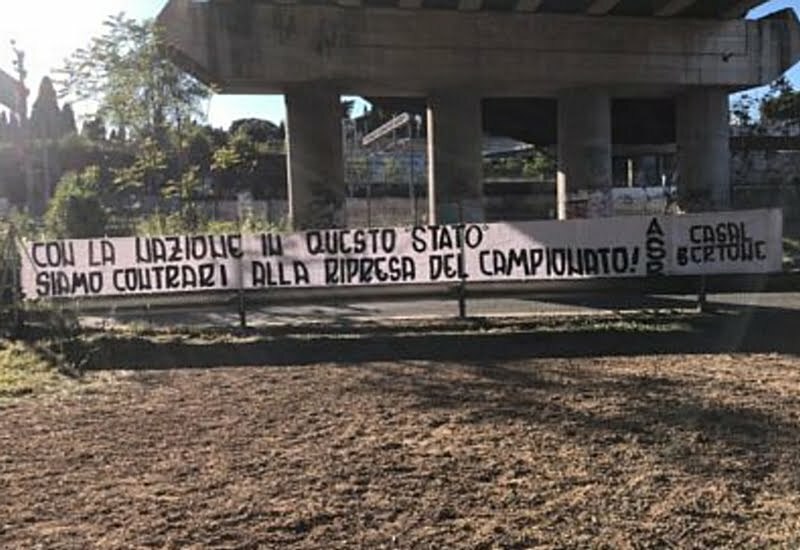 CON LA NAZIONE IN QUESTO "STATO"
SIAMO CONTRARI ALLA RIPRESA DEL CAMPIONATO!
ASR
CASAL
BERTONE